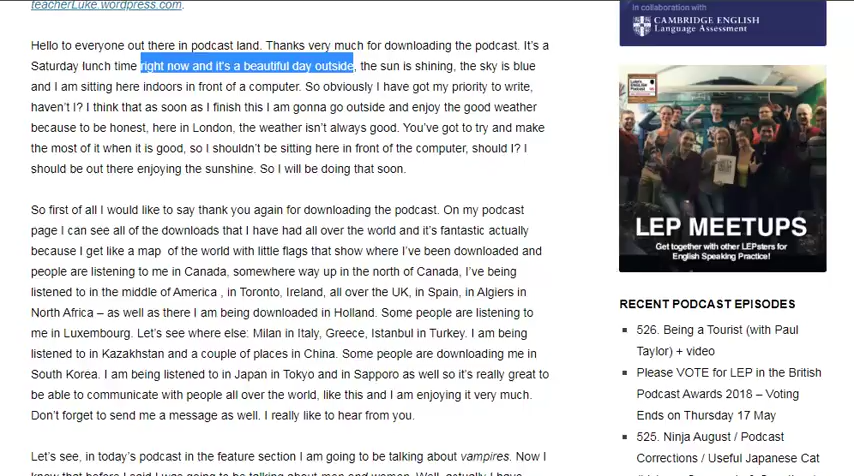 teacherLuke.wordpress.com.
Hello to everyone out there in podcast land. Thanks very much for downloading the podcast. It's a
Saturday lunch time right now and it's a beautiful day outside, the sun is shining, the sky is blue
and I am sitting here indoors in front of a computer. So obviously I have got my priority to write,
haven't I? I think that as soon as I finish this I am gonna go outside and enjoy the good weather
because to be honest, here in London, the weather isn't always good. You've got to try and make
the most of it when it is good, so I shouldn't be sitting here in front of the computer, should I? I
should be out there enjoying the sunshine. So I will be doing that soon.
So first of all I would like to say thank you again for downloading the podcast. On my podcast
page I can see all of the downloads that I have had all over the world and it's fantastic actually
because I get like a map of the world with little flags that show where I've been downloaded and
people are listening to me in Canada, somewhere way up in the north of Canada, I've being
listened to in the middle of America , in Toronto, Ireland, all over the UK, in Spain, in Algiers in
North Africa – as well as there I am being downloaded in Holland. Some people are listening to
me in Luxembourg. Let's see where else: Milan in Italy, Greece, Istanbul in Turkey. I am being
listened to in Kazakhstan and a couple of places in China. Some people are downloading me in
South Korea. I am being listened to in Japan in Tokyo and in Sapporo as well so it's really great to
be able to communicate with people all over the world, like this and I am enjoying it very much.
Don't forget to send me a message as well. I really like to hear from you.
Let's see, in today's podcast in the feature section I am going to be talking about vampires. Now I
know that before I said I was going to be talking about men and women. Well, actually I have
in collaboration with
CAMBRIDGE ENGLISH
Language Assessment
LEP MEETUPS
Get together with other LEPsters for
English Speaking Practice!
RECENT PODCAST EPISODES
526. Being a Tourist (with Paul
Taylor) + video
Please VOTE for LEP in the British
Podcast Awards 2018 – Voting
Ends on Thursday 17 May
525. Ninja August / Podcast
Corrections / Useful Japanese Cat